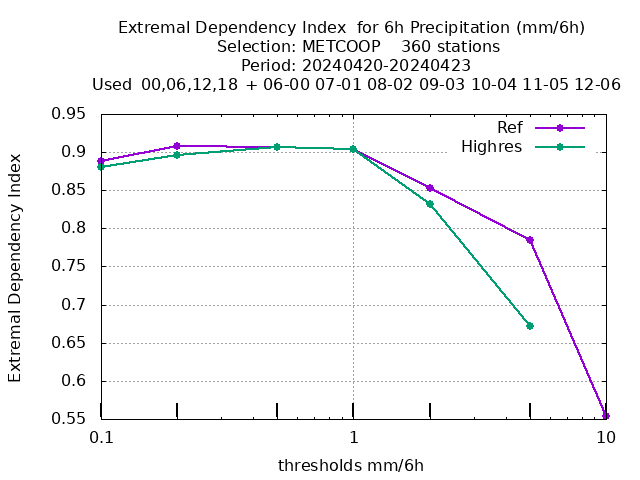 Extremal Dependency Index  for 6h Precipitation (mm/6h)
Selection: METCOOP    360 stations
Period: 20240420-20240423
Used  00,06,12,18  + 06-00 07-01 08-02 09-03 10-04 11-05 12-06
Ref
Highres
Extremal Dependency Index
0.95
0.9
0.85
0.8
0.75
0.7
0.65
0.6
0.55
0.1
1
10
thresholds mm/6h